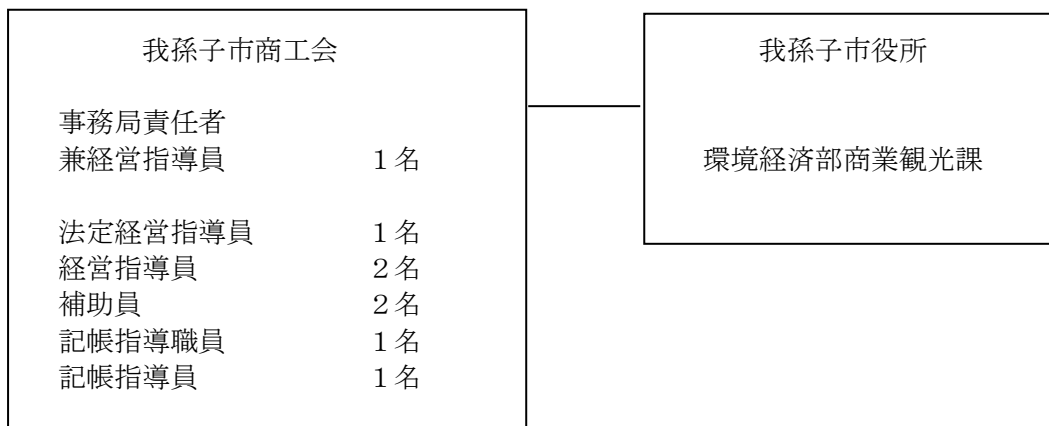 我孫子市商工会
事務局責任者
兼経営指導員 １名
法定経営指導員 １名
経営指導員 ２名
補助員 ２名
記帳指導職員 １名
記帳指導員 １名
我孫子市役所
環境経済部商業観光課